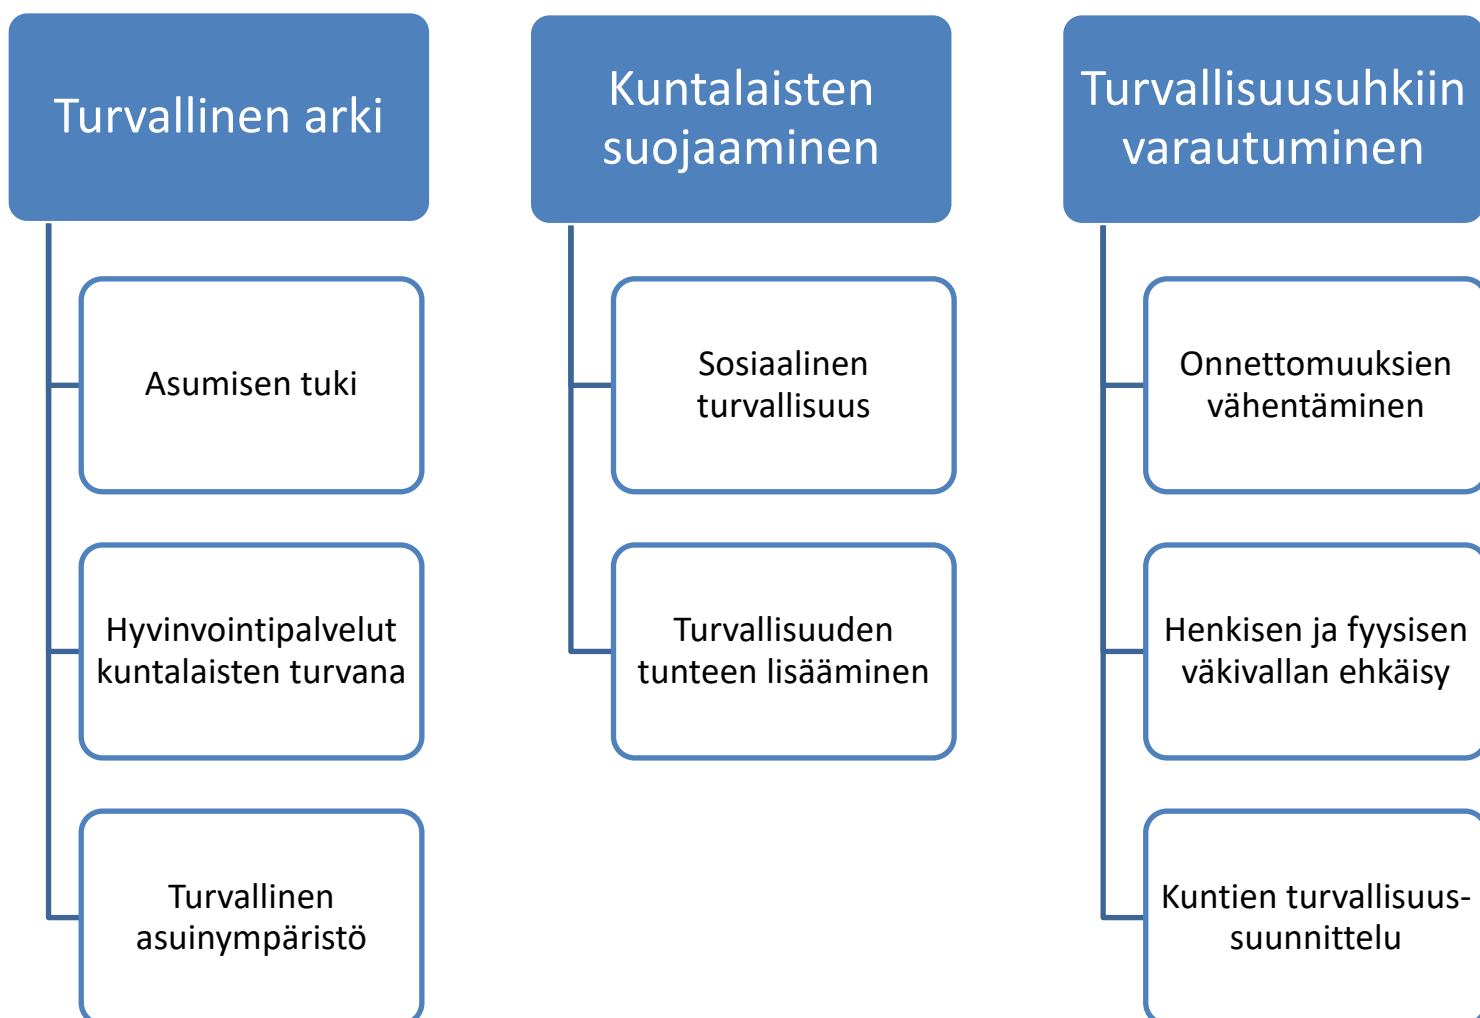 Turvallinen arki
Asumisen tuki
Hyvinvointipalvelut
kuntalaisten turvana
Turvallinen
asuinympäristö
Kuntalaisten
suojaaminen
Sosiaalinen
turvallisuus
Turvallisuuden
tunteen lisääminen
Turvallisuusuhkiin
varautuminen
Onnettomuuksien
vähentäminen
Henkisen ja fyysisen
väkivallan ehkäisy
Kuntien turvallisuus-
suunnittelu